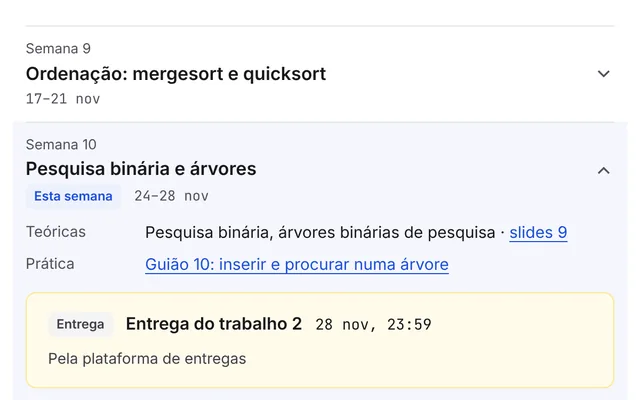 Semana 9
Ordenação: mergesort e quicksort
17–21 nov
Semana 10
Pesquisa binária e árvores
Esta semana 24–28 nov
Teóricas Pesquisa binária, árvores binárias de pesquisa · slides 9
Prática Guião 10: inserir e procurar numa árvore
Entrega Entrega do trabalho 2 28 nov, 23:59
Pela plataforma de entregas